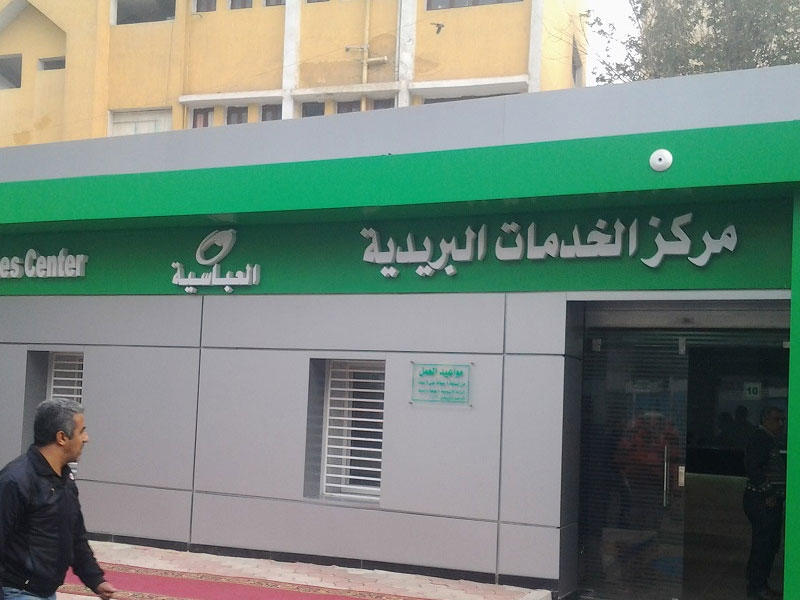 مركز الخدمات البريدية
العباسية
es Center
مواعيد العمل
10